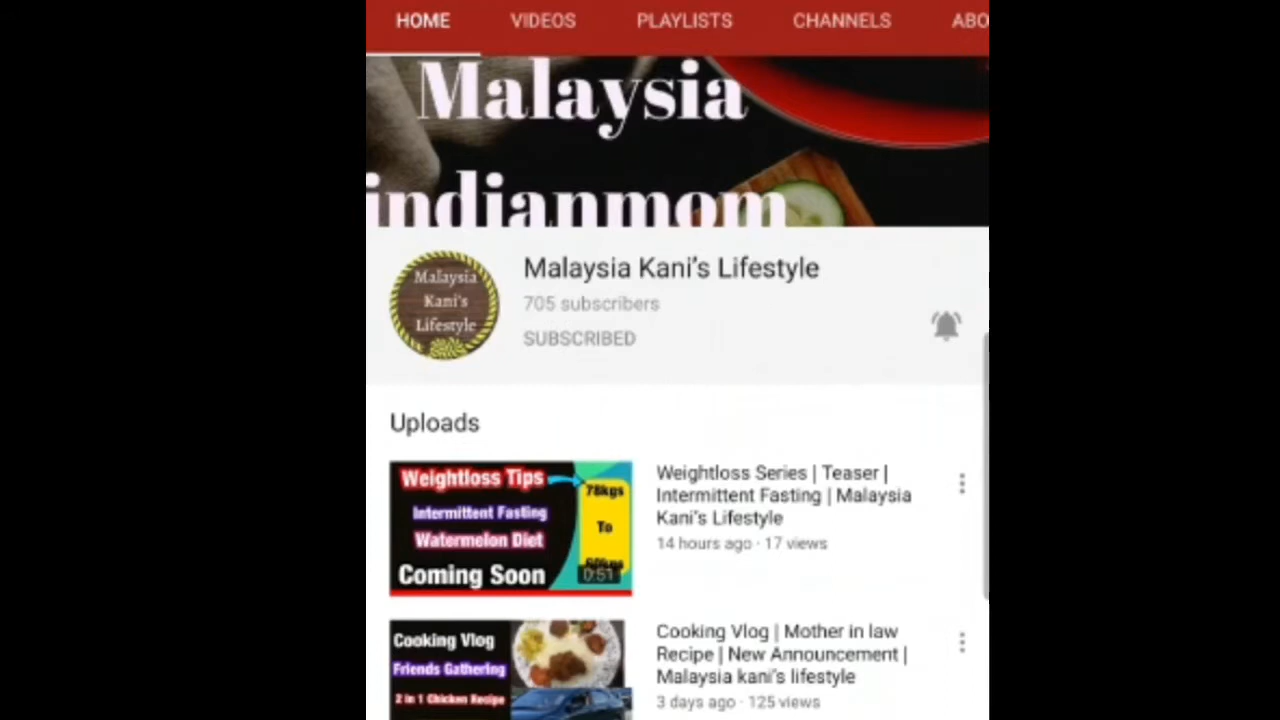 HOME VIDEOS PLAYLISTS CHANNELS ABO
Malaysia
indianmom
Malaysia
Kani's
Lifestyle
Malaysia Kani's Lifestyle
705 subscribers
SUBSCRIBED
Uploads
Weightloss Tips
Intermittent Fasting
Watermelon Diet
Coming Soon
78kgs
To
0:51
Weightloss Series | Teaser |
Intermittent Fasting | Malaysia
Kani's Lifestyle
14 hours ago · 17 views
Cooking Vlog
Friends Gathering
2 in 1 Chicken Recipe
Cooking Vlog | Mother in law
Recipe | New Announcement |
Malaysia kani's lifestyle
3 days ago · 125 views